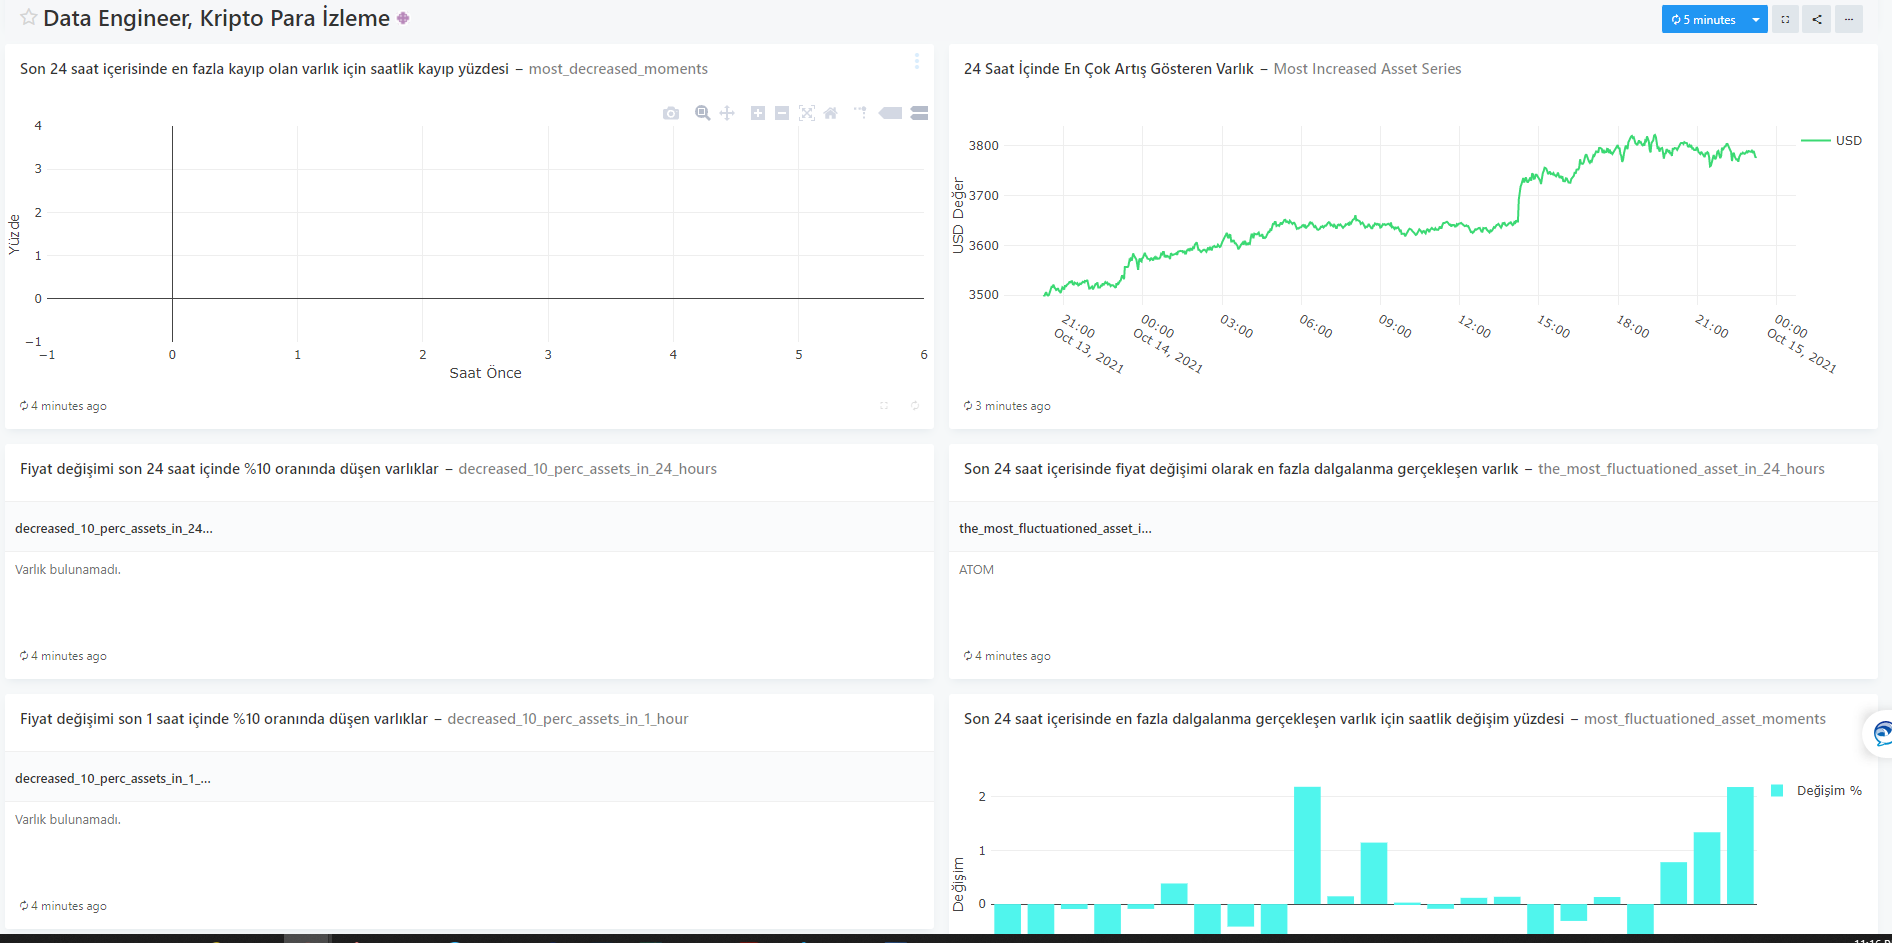 Data Engineer, Kripto Para İzleme
5 minutes
Son 24 saat içerisinde en fazla kayıp olan varlık için saatlik kayıp yüzdesi – most_decreased_moments
4
3
2
1
0
−1
Yüzde
−1 0 1 2 3 4 5 6
Saat Önce
4 minutes ago
24 Saat İçinde En Çok Artış Gösteren Varlık – Most Increased Asset Series
USD
3800
3700
3600
3500
USD Değer
21:00 00:00 03:00 06:00 09:00 12:00 15:00 18:00 21:00 00:00
Oct 13, 2021 Oct 14, 2021 Oct 15, 2021
3 minutes ago
Fiyat değişimi son 24 saat içinde %10 oranında düşen varlıklar – decreased_10_perc_assets_in_24_hours
decreased_10_perc_assets_in_24...
Varlık bulunamadı.
4 minutes ago
Son 24 saat içerisinde fiyat değişimi olarak en fazla dalgalanma gerçekleşen varlık – the_most_fluctuationed_asset_in_24_hours
the_most_fluctuationed_asset_i...
ATOM
4 minutes ago
Fiyat değişimi son 1 saat içinde %10 oranında düşen varlıklar – decreased_10_perc_assets_in_1_hour
decreased_10_perc_assets_in_1_...
Varlık bulunamadı.
4 minutes ago
Son 24 saat içerisinde en fazla dalgalanma gerçekleşen varlık için saatlik değişim yüzdesi – most_fluctuationed_asset_moments
Değişim %
2
1
0
Değişim